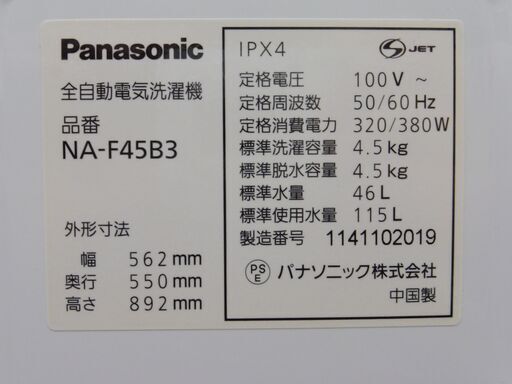 Panasonic
全自動電気洗濯機
品番
NA-F45B3
外形寸法
幅 562mm
奥行 550mm
高さ 892mm
IPX4 S JET
定格電圧 100V ~
定格周波数 50/60Hz
定格消費電力 320/380W
標準洗濯容量 4.5kg
標準脱水容量 4.5kg
標準水量 46L
標準使用水量 115L
製造番号 1141102019
PS
E パナソニック株式会社
中国製